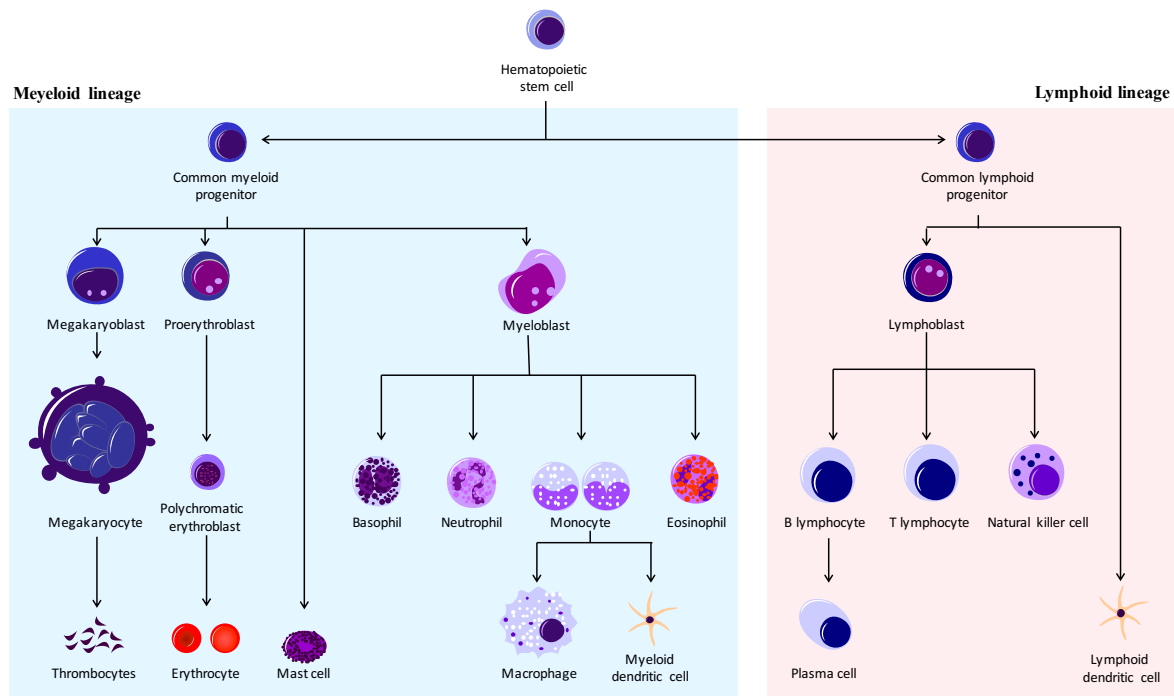 Hematopoietic
stem cell
Meyeloid lineage
Lymphoid lineage
Common myeloid
progenitor
Common lymphoid
progenitor
Megakaryoblast
Proerythroblast
Myeloblast
Lymphoblast
Megakaryocyte
Polychromatic
erythroblast
Basophil
Neutrophil
Monocyte
Eosinophil
B lymphocyte
T lymphocyte
Natural killer cell
Thrombocytes
Erythrocyte
Mast cell
Macrophage
Myeloid
dendritic cell
Plasma cell
Lymphoid
dendritic cell